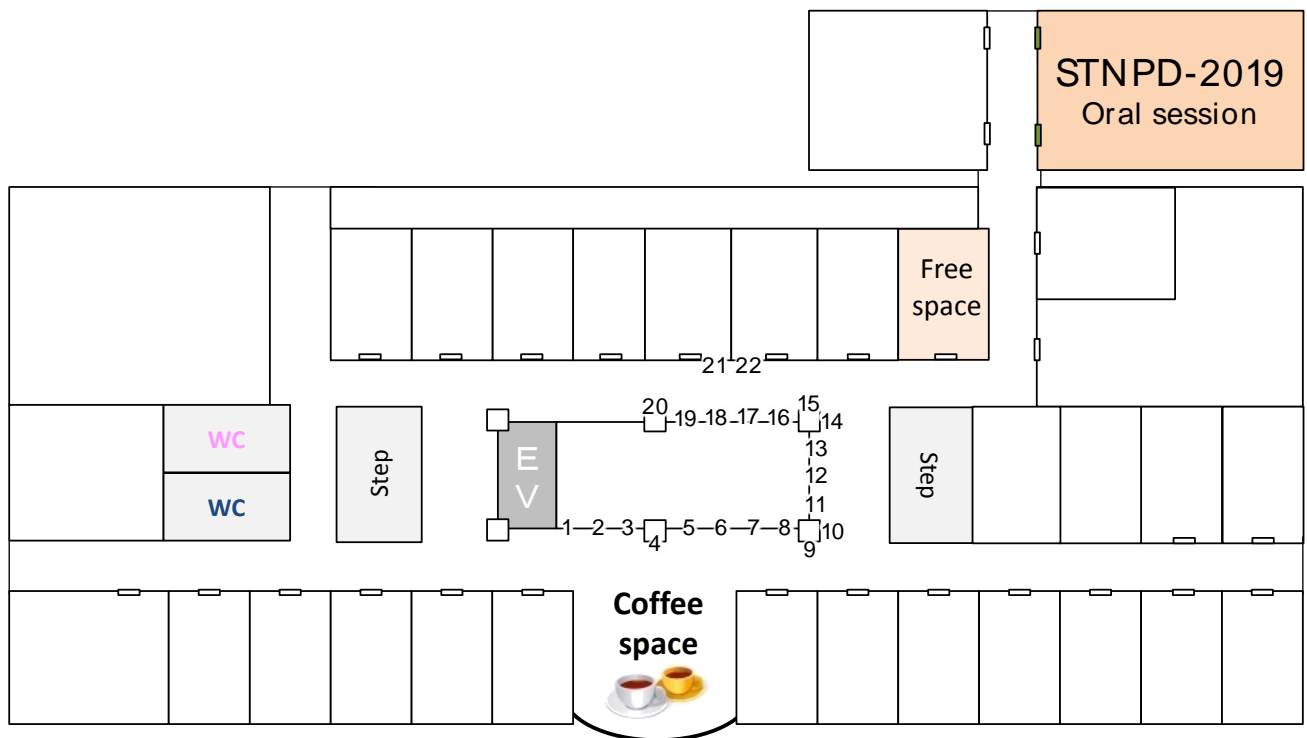 STNPD-2019
Oral session
Free
space
21 22
20 19 18 17 16 15 14
13
12
11
WC
WC
Step
E
V
Step
1 2 3 4 5 6 7 8 9 10
Coffee
space